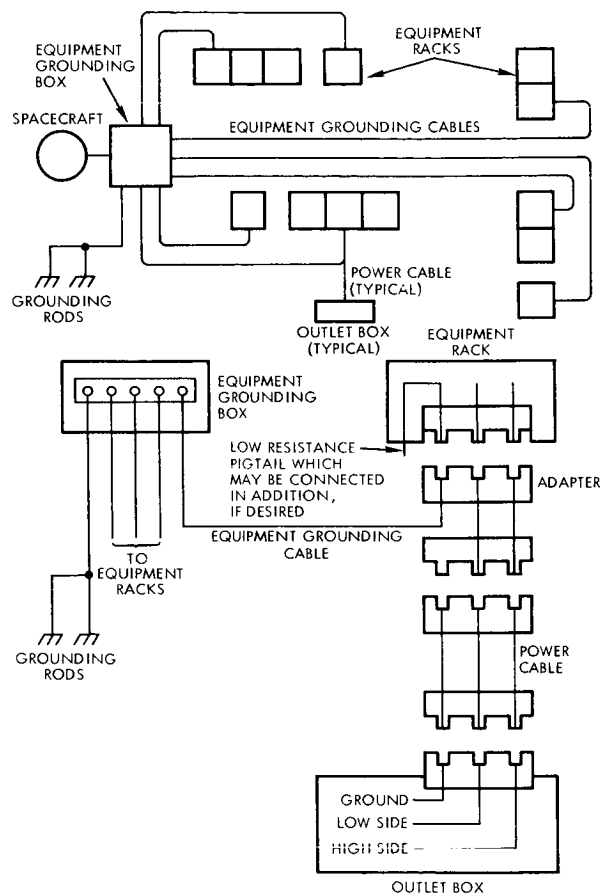 EQUIPMENT
GROUNDING
BOX
EQUIPMENT
RACKS
SPACECRAFT
EQUIPMENT GROUNDING CABLES
GROUNDING
RODS
POWER CABLE
(TYPICAL)
OUTLET BOX
(TYPICAL)
EQUIPMENT
RACK
EQUIPMENT
GROUNDING
BOX
LOW RESISTANCE
PIGTAIL WHICH
MAY BE CONNECTED
IN ADDITION,
IF DESIRED
ADAPTER
EQUIPMENT GROUNDING
CABLE
TO
EQUIPMENT
RACKS
GROUNDING
RODS
POWER
CABLE
GROUND
LOW SIDE
HIGH SIDE
OUTLET BOX